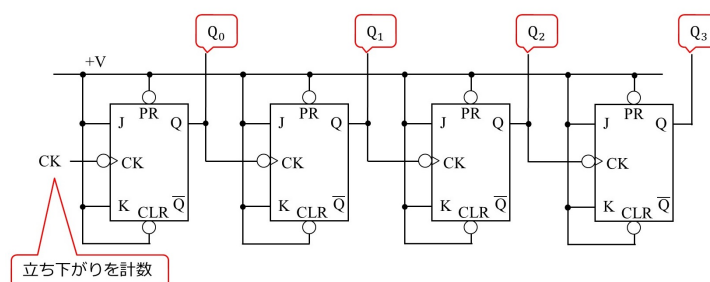 Q₀ Q₁ Q₂ Q₃
+V
PR PR PR PR
J Q J Q J Q J Q
CK CK CK CK CK
K CLR Q̅ K CLR Q̅ K CLR Q̅ K CLR Q̅
立ち下がりを計数